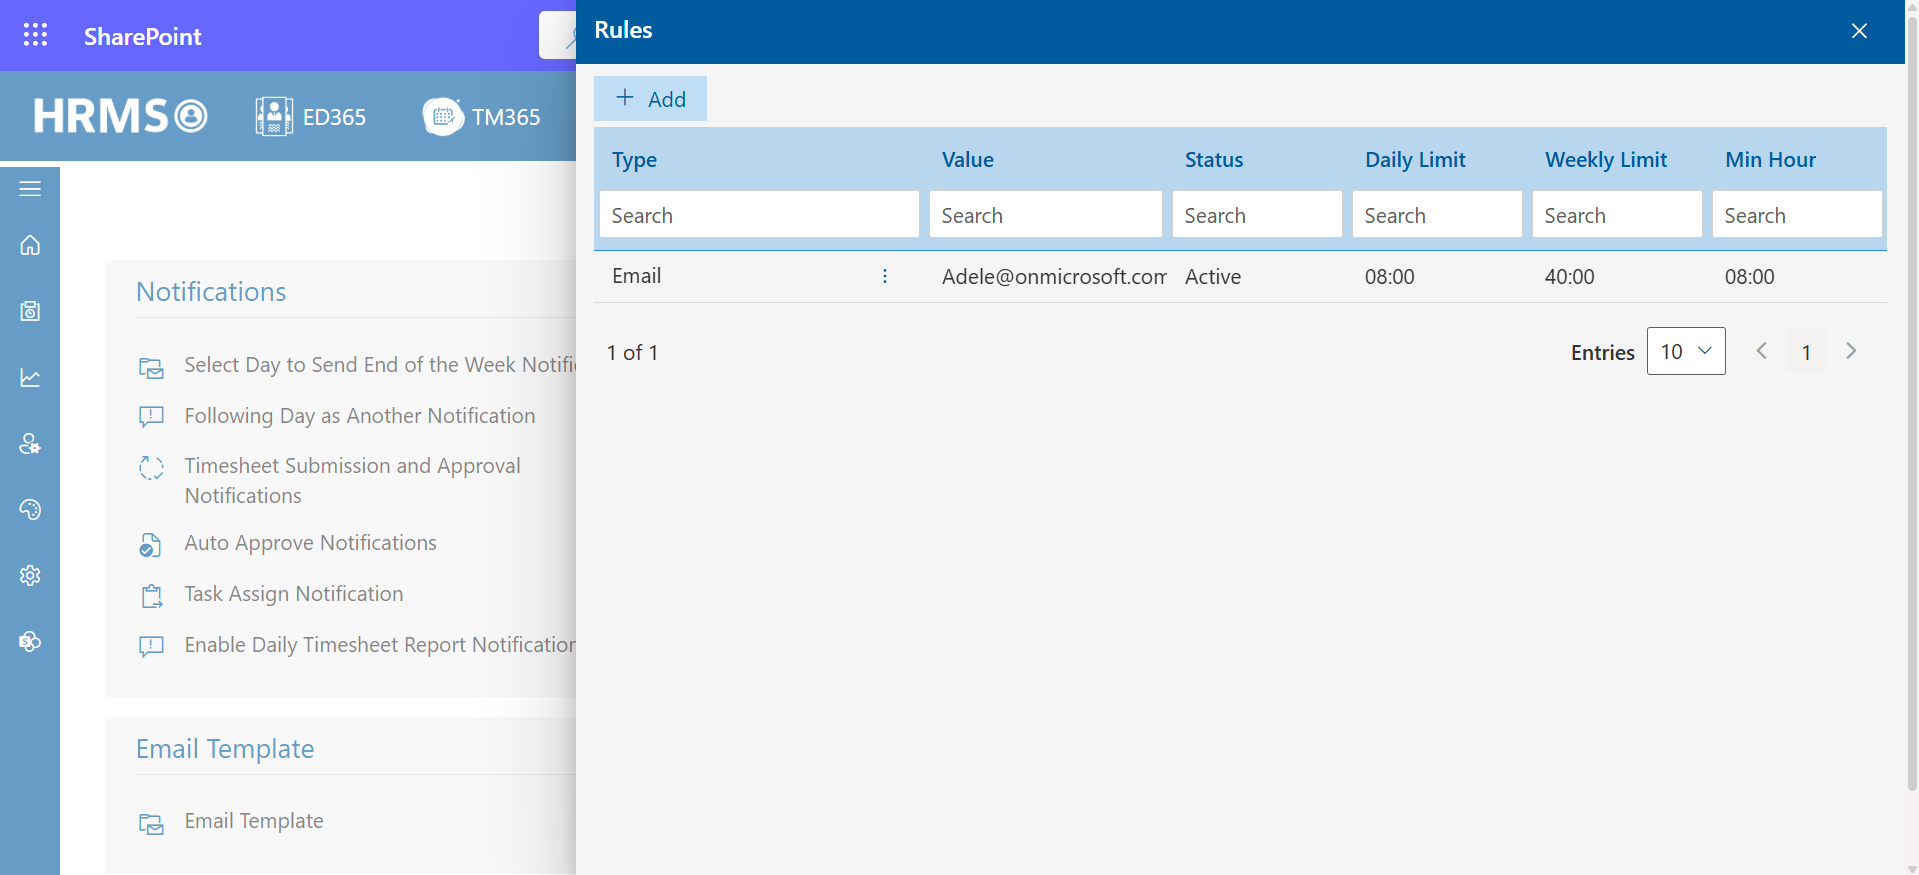 SharePoint
HRMS
ED365
TM365
Notifications
Select Day to Send End of the Week Notifi
Following Day as Another Notification
Timesheet Submission and Approval
Notifications
Auto Approve Notifications
Task Assign Notification
Enable Daily Timesheet Report Notification
Email Template
Email Template
Rules
+ Add
Type Value Status Daily Limit Weekly Limit Min Hour
Search Search Search Search Search Search
Email Adele@onmicrosoft.com Active 08:00 40:00 08:00
1 of 1 Entries 10 1